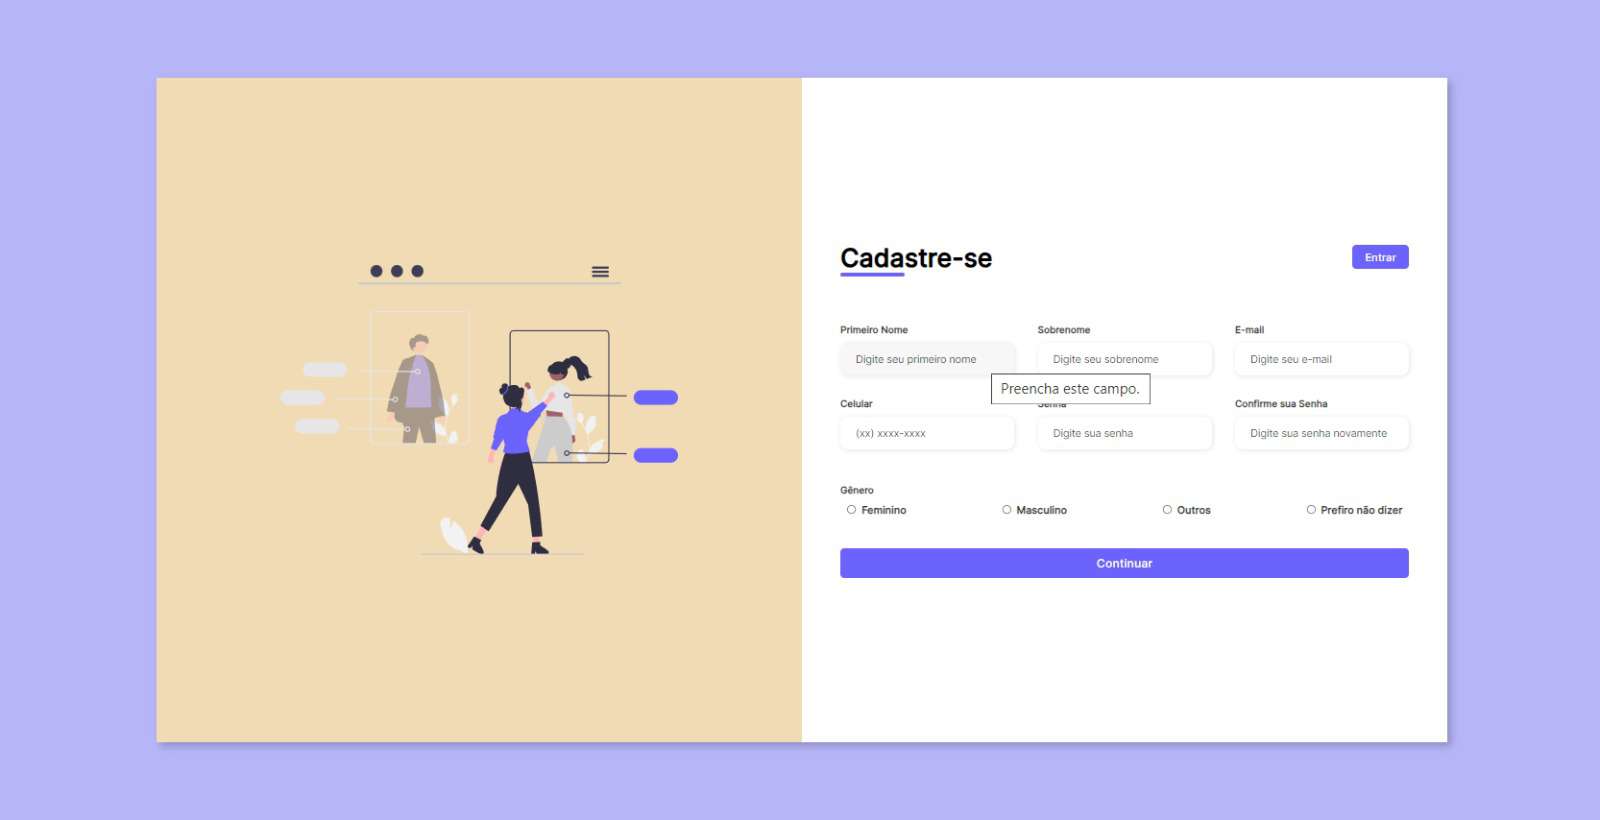 Cadastre-se
Entrar
Primeiro Nome
Sobrenome
E-mail
Digite seu primeiro nome
Digite seu sobrenome
Digite seu e-mail
Preencha este campo.
Celular
Senha
Confirme sua Senha
(xx) xxxx-xxxx
Digite sua senha
Digite sua senha novamente
Gênero
Feminino
Masculino
Outros
Prefiro não dizer
Continuar